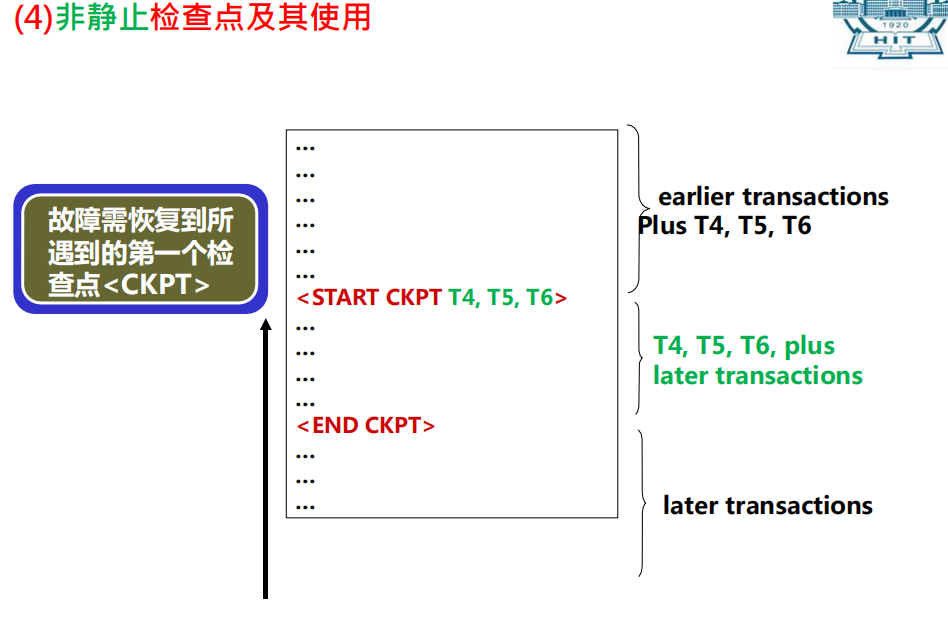 (4)非静止检查点及其使用
1920
HIT
故障需恢复到所
遇到的第一个检
查点<CKPT>
...
...
...
...
...
...
<START CKPT T4, T5, T6>
...
...
...
...
<END CKPT>
...
...
...
earlier transactions
Plus T4, T5, T6
T4, T5, T6, plus
later transactions
later transactions